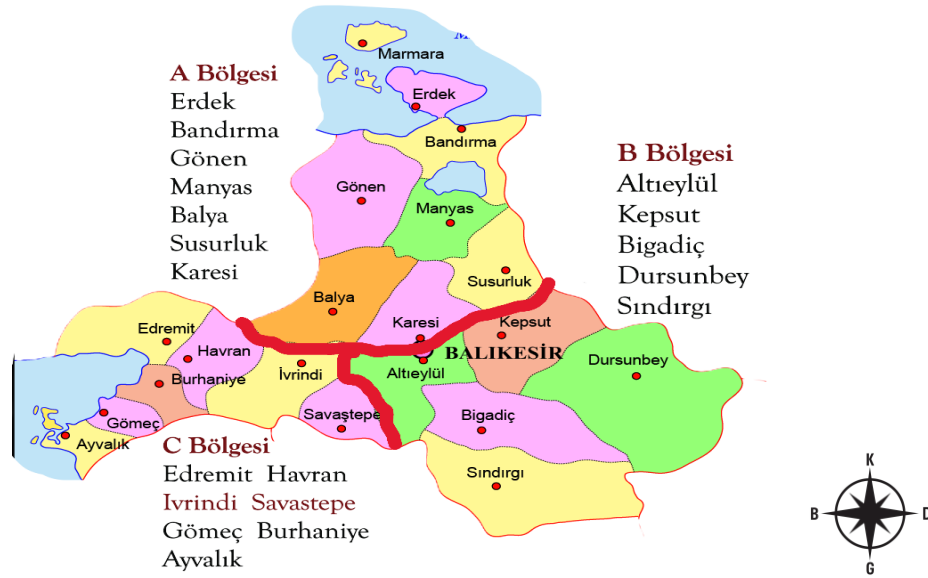 M
Marmara
A Bölgesi
Erdek
Bandırma
Gönen
Manyas
Balya
Susurluk
Karesi
Erdek
Bandırma
Gönen
Manyas
Susurluk
Balya
Karesi
Kepsut
BALIKESİR
Altıeylül
B Bölgesi
Altıeylül
Kepsut
Bigadiç
Dursunbey
Sındırgı
Edremit
Havran
Burhaniye
İvrindi
Gömeç
Ayvalık
Savaştepe
Dursunbey
Bigadiç
Sındırgı
C Bölgesi
Edremit Havran
Ivrindi Savastepe
Gömeç Burhaniye
Ayvalık
K
B
D
G